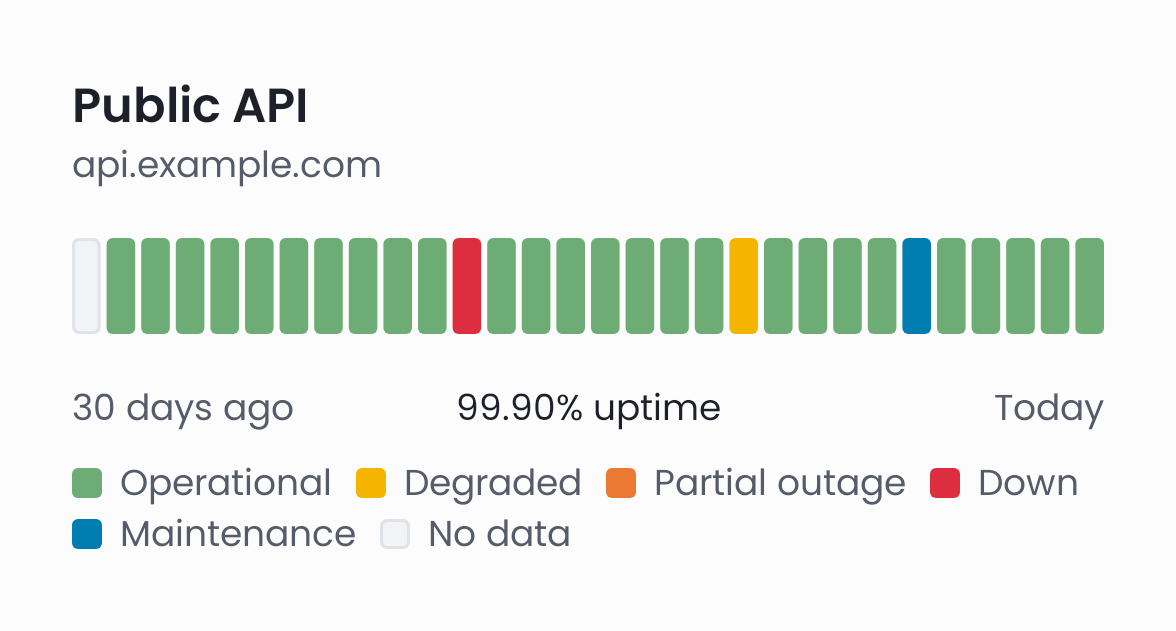 Public API
api.example.com
30 days ago 99.90% uptime Today
Operational Degraded Partial outage Down
Maintenance No data